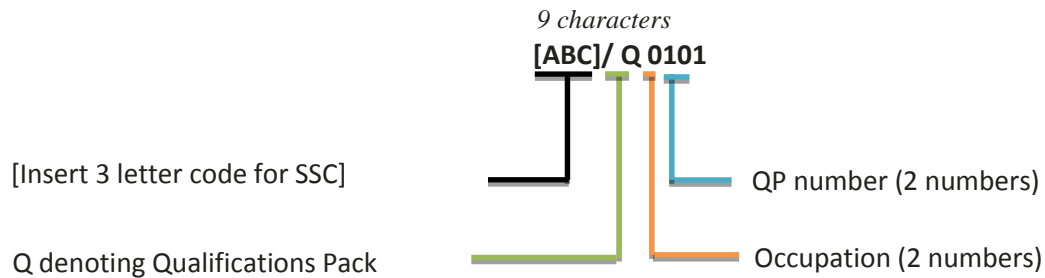 9 characters
[ABC]/ Q 0101
[Insert 3 letter code for SSC]
QP number (2 numbers)
Q denoting Qualifications Pack
Occupation (2 numbers)